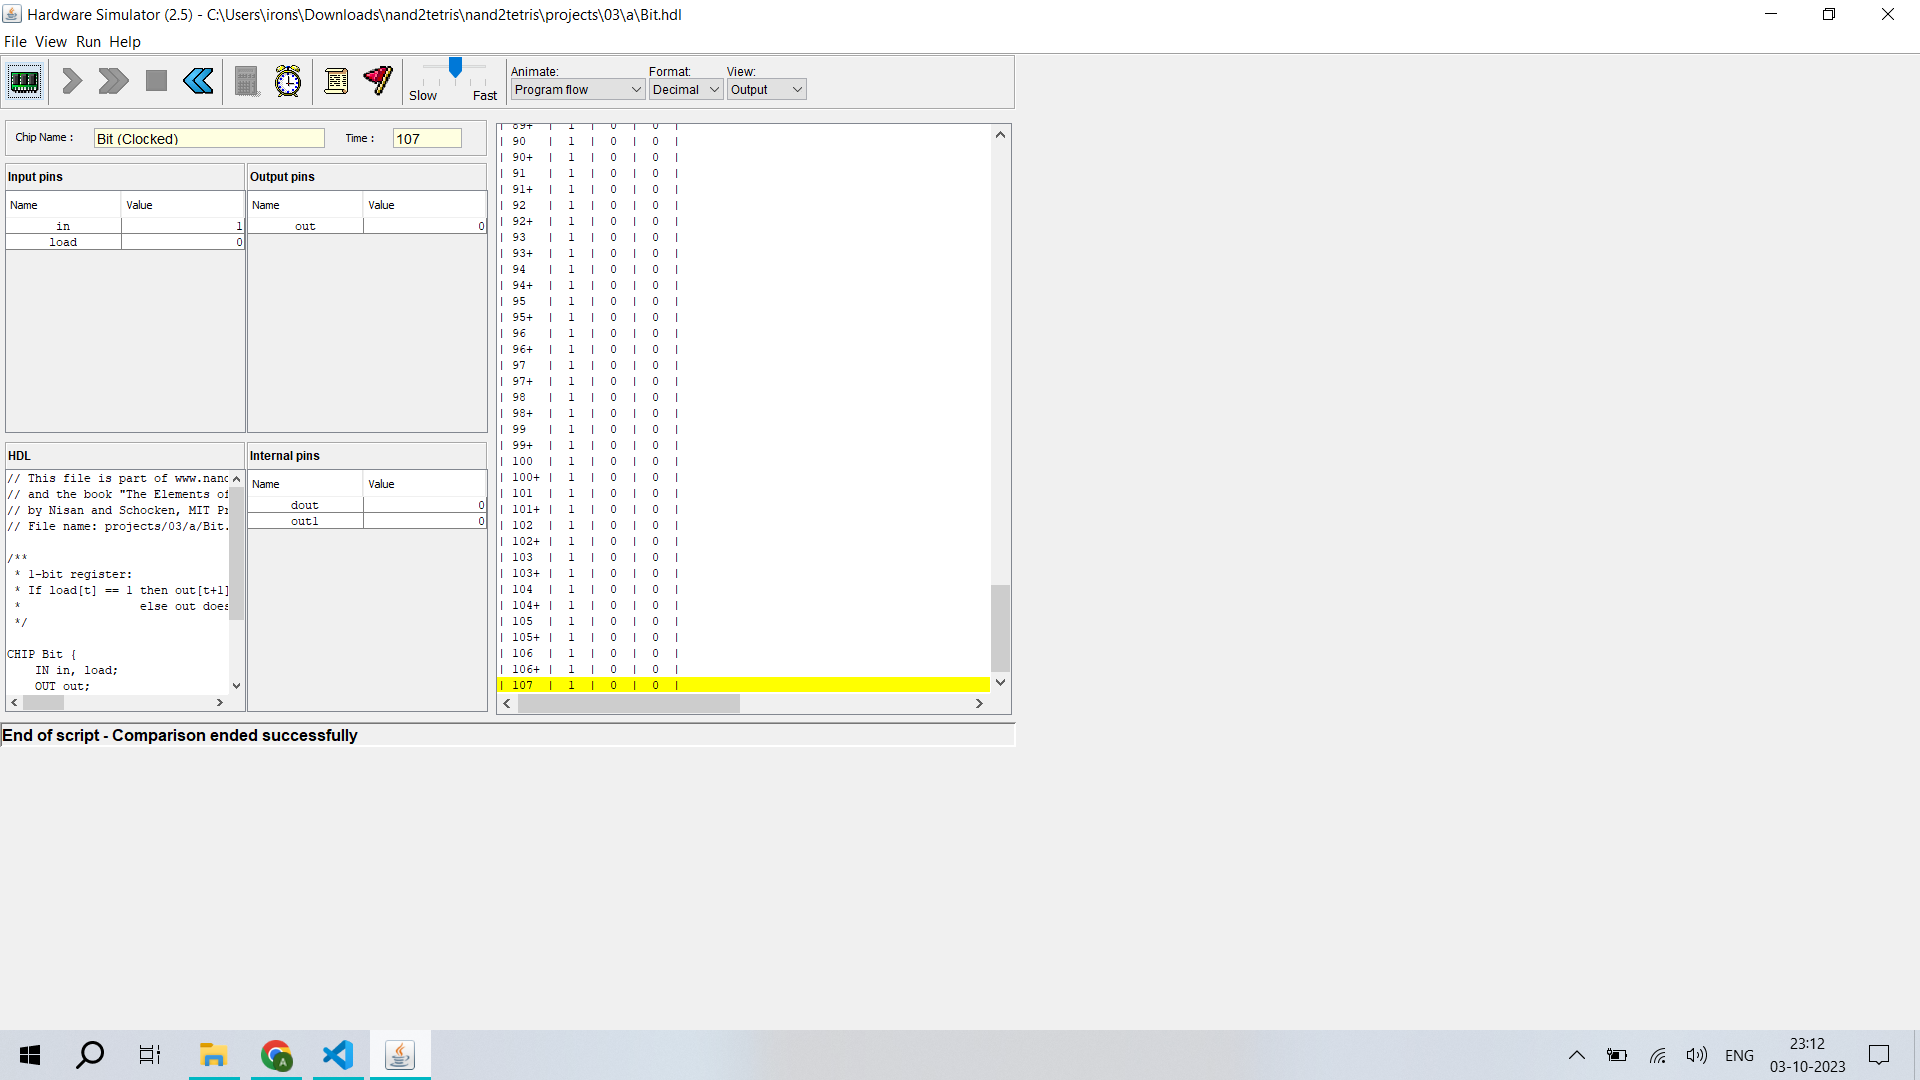 Hardware Simulator (2.5) - C:\Users\irons\Downloads\nand2tetris\nand2tetris\projects\03\a\Bit.hdl
File View Run Help
Slow Fast
Animate: Format: View:
Program flow Decimal Output
Chip Name : Bit (Clocked) Time : 107
Input pins
Name Value
in 1
load 0
Output pins
Name Value
out 0
HDL
// This file is part of www.nand
// and the book "The Elements of
// by Nisan and Schocken, MIT Pr
// File name: projects/03/a/Bit.
/**
* 1-bit register:
* If load[t] == 1 then out[t+1]
* else out does
*/
CHIP Bit {
IN in, load;
OUT out;
Internal pins
Name Value
dout 0
out1 0
| 89+ | 1 | 0 | 0 |
| 90 | 1 | 0 | 0 |
| 90+ | 1 | 0 | 0 |
| 91 | 1 | 0 | 0 |
| 91+ | 1 | 0 | 0 |
| 92 | 1 | 0 | 0 |
| 92+ | 1 | 0 | 0 |
| 93 | 1 | 0 | 0 |
| 93+ | 1 | 0 | 0 |
| 94 | 1 | 0 | 0 |
| 94+ | 1 | 0 | 0 |
| 95 | 1 | 0 | 0 |
| 95+ | 1 | 0 | 0 |
| 96 | 1 | 0 | 0 |
| 96+ | 1 | 0 | 0 |
| 97 | 1 | 0 | 0 |
| 97+ | 1 | 0 | 0 |
| 98 | 1 | 0 | 0 |
| 98+ | 1 | 0 | 0 |
| 99 | 1 | 0 | 0 |
| 99+ | 1 | 0 | 0 |
| 100 | 1 | 0 | 0 |
| 100+ | 1 | 0 | 0 |
| 101 | 1 | 0 | 0 |
| 101+ | 1 | 0 | 0 |
| 102 | 1 | 0 | 0 |
| 102+ | 1 | 0 | 0 |
| 103 | 1 | 0 | 0 |
| 103+ | 1 | 0 | 0 |
| 104 | 1 | 0 | 0 |
| 104+ | 1 | 0 | 0 |
| 105 | 1 | 0 | 0 |
| 105+ | 1 | 0 | 0 |
| 106 | 1 | 0 | 0 |
| 106+ | 1 | 0 | 0 |
| 107 | 1 | 0 | 0 |
End of script - Comparison ended successfully
A
ENG
23:12
03-10-2023